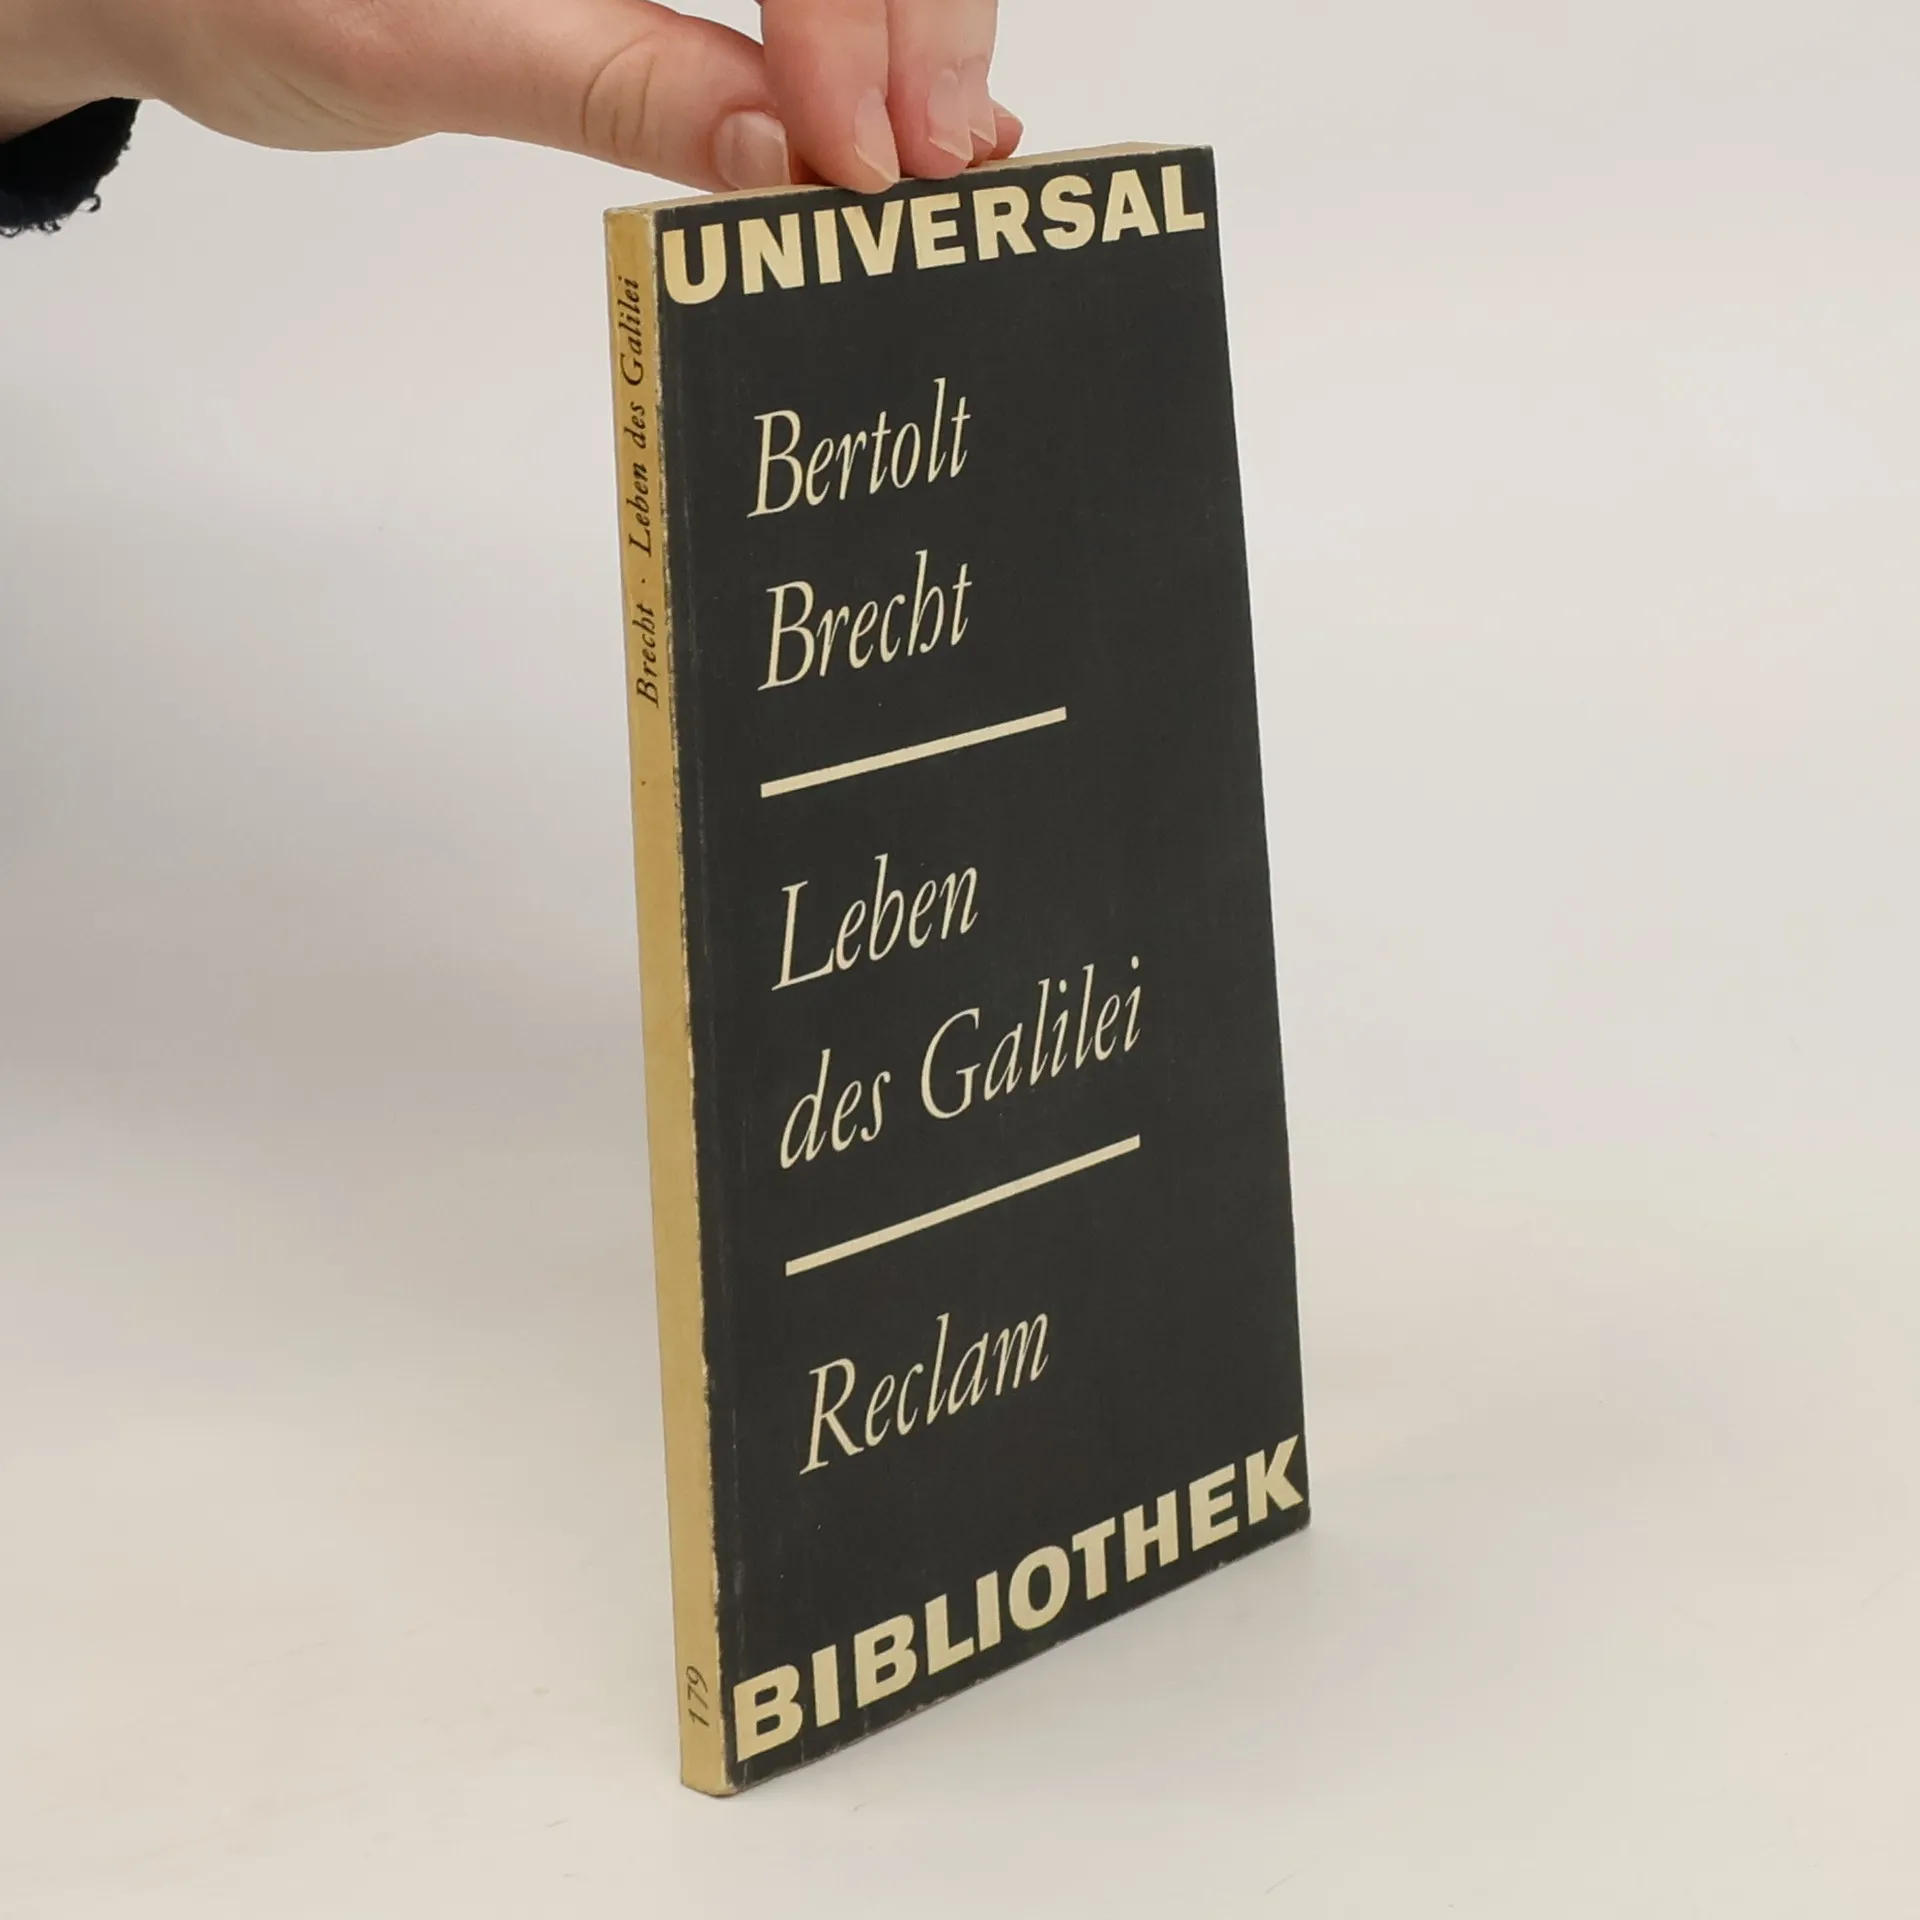 UNIVERSAL
Bertolt
Brecht
Leben
des Galilei
Reclam
BIBLIOTHEK
Brecht · Leben des Galilei
179